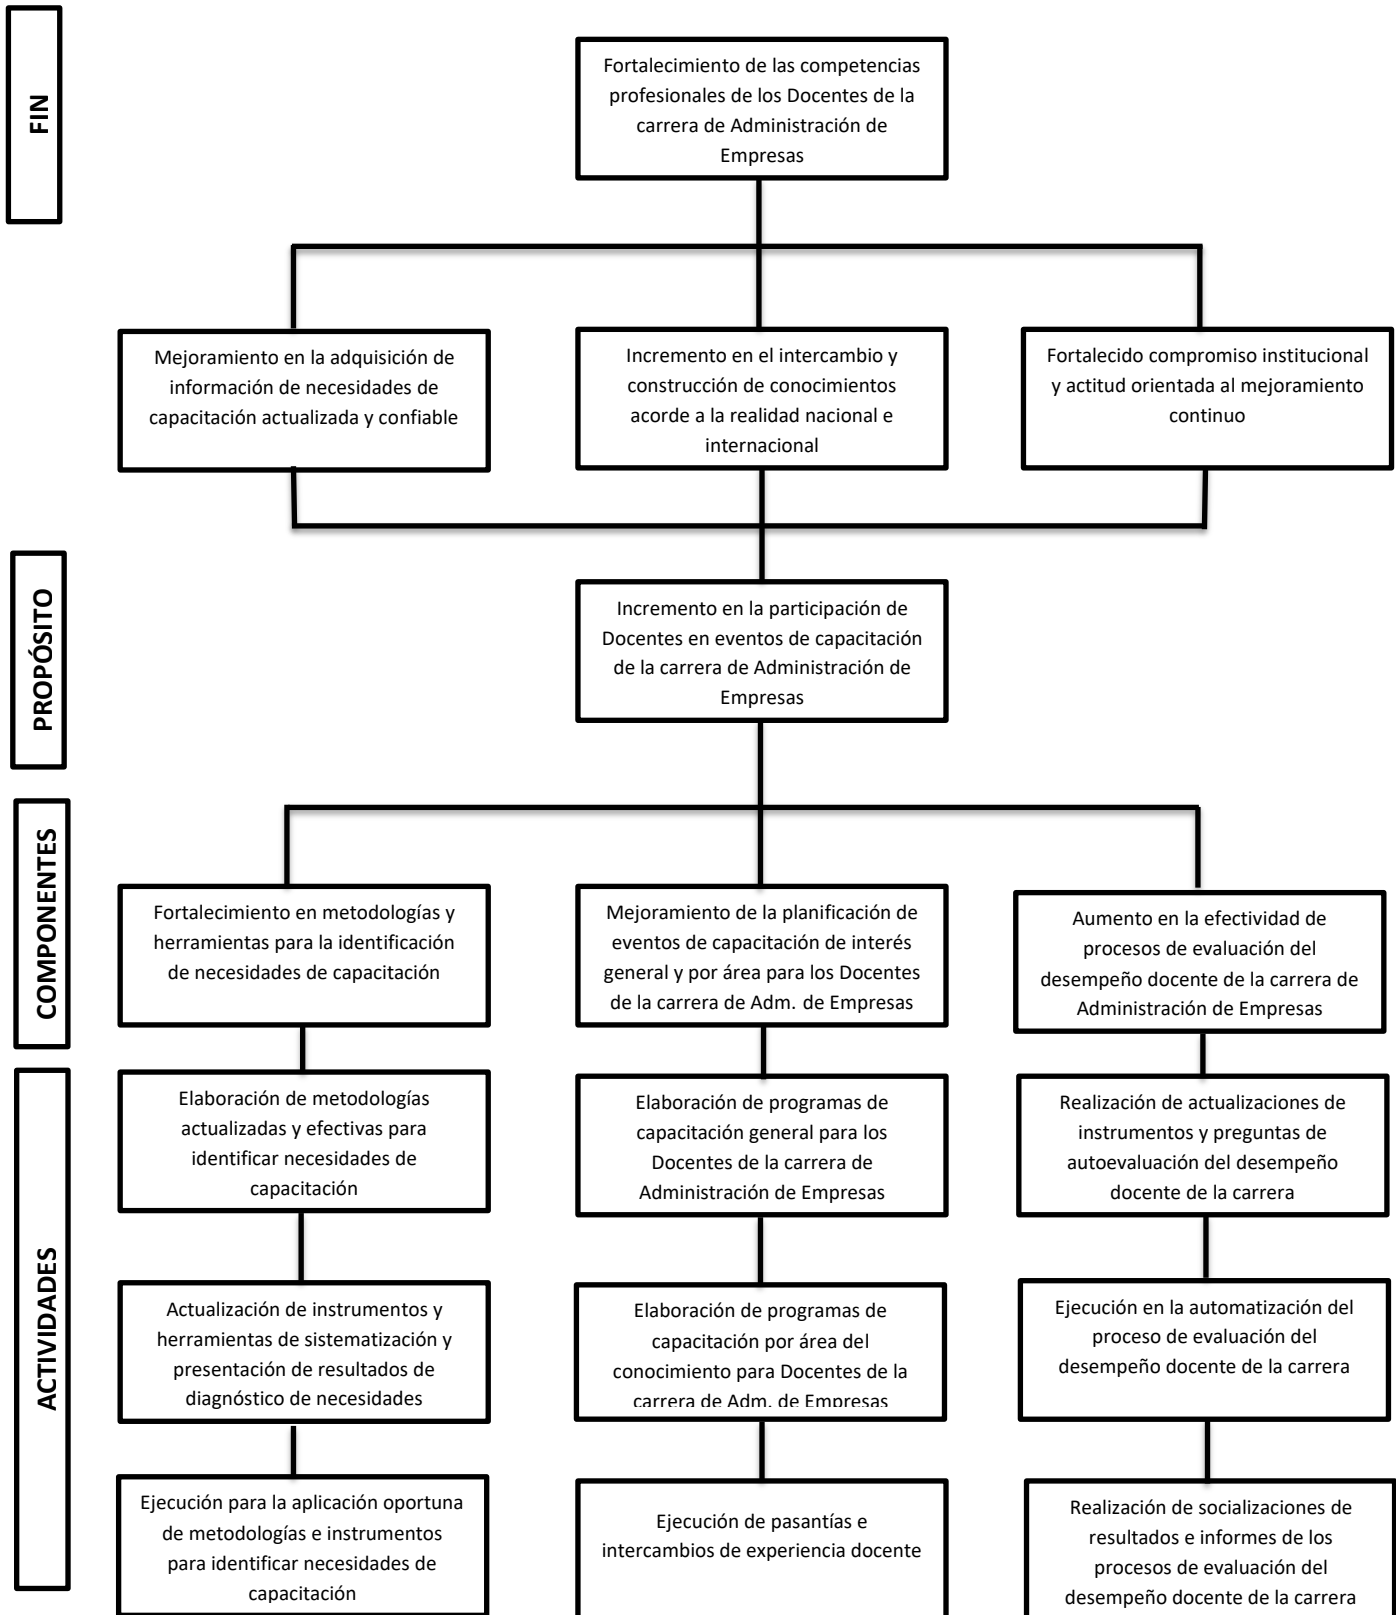 FIN
Fortalecimiento de las competencias
profesionales de los Docentes de la
carrera de Administración de
Empresas
Mejoramiento en la adquisición de
información de necesidades de
capacitación actualizada y confiable
Incremento en el intercambio y
construcción de conocimientos
acorde a la realidad nacional e
internacional
Fortalecido compromiso institucional
y actitud orientada al mejoramiento
continuo
PROPÓSITO
Incremento en la participación de
Docentes en eventos de capacitación
de la carrera de Administración de
Empresas
COMPONENTES
Fortalecimiento en metodologías y
herramientas para la identificación
de necesidades de capacitación
Mejoramiento de la planificación de
eventos de capacitación de interés
general y por área para los Docentes
de la carrera de Adm. de Empresas
Aumento en la efectividad de
procesos de evaluación del
desempeño docente de la carrera de
Administración de Empresas
ACTIVIDADES
Elaboración de metodologías
actualizadas y efectivas para
identificar necesidades de
capacitación
Elaboración de programas de
capacitación general para los
Docentes de la carrera de
Administración de Empresas
Realización de actualizaciones de
instrumentos y preguntas de
autoevaluación del desempeño
docente de la carrera
Actualización de instrumentos y
herramientas de sistematización y
presentación de resultados de
diagnóstico de necesidades
Elaboración de programas de
capacitación por área del
conocimiento para Docentes de la
carrera de Adm. de Empresas
Ejecución en la automatización del
proceso de evaluación del
desempeño docente de la carrera
Ejecución para la aplicación oportuna
de metodologías e instrumentos
para identificar necesidades de
capacitación
Ejecución de pasantías e
intercambios de experiencia docente
Realización de socializaciones de
resultados e informes de los
procesos de evaluación del
desempeño docente de la carrera